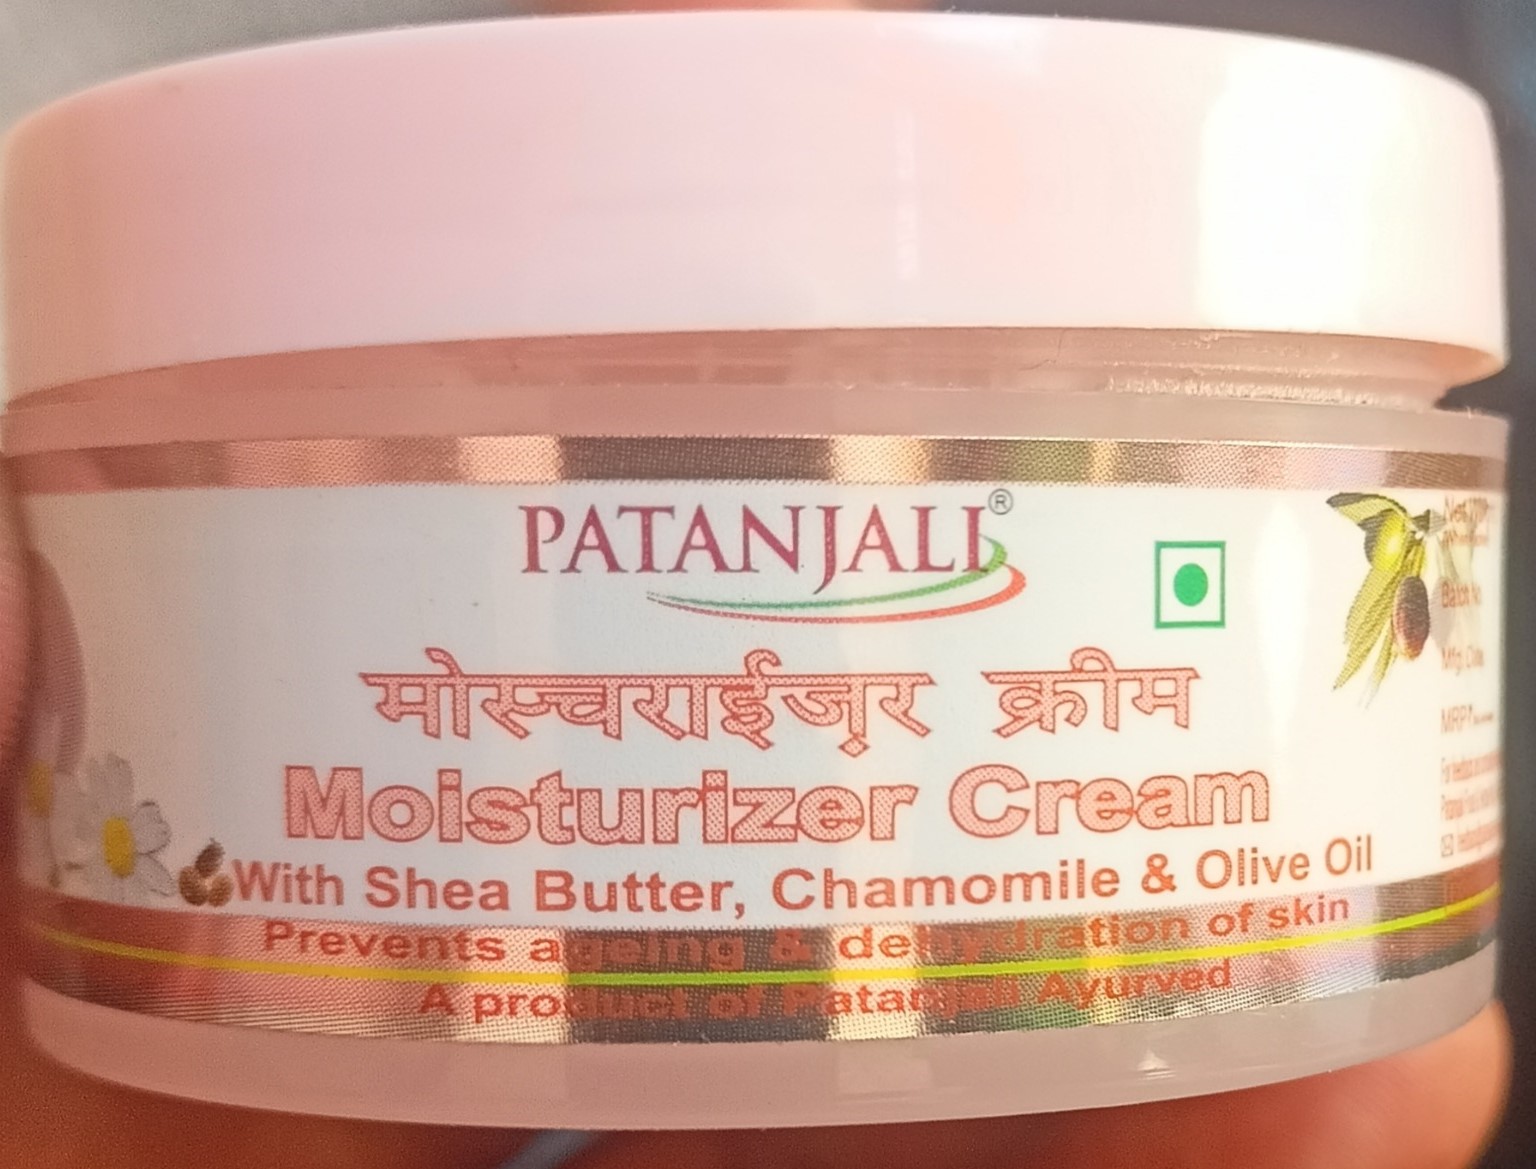 PATANJALI®
मोस्चराईज़र क्रीम
Moisturizer Cream
With Shea Butter, Chamomile & Olive Oil
Prevents ageing & dehydration of skin
A product of Patanjali Ayurved
Batch No
Mfg. Date
MRP